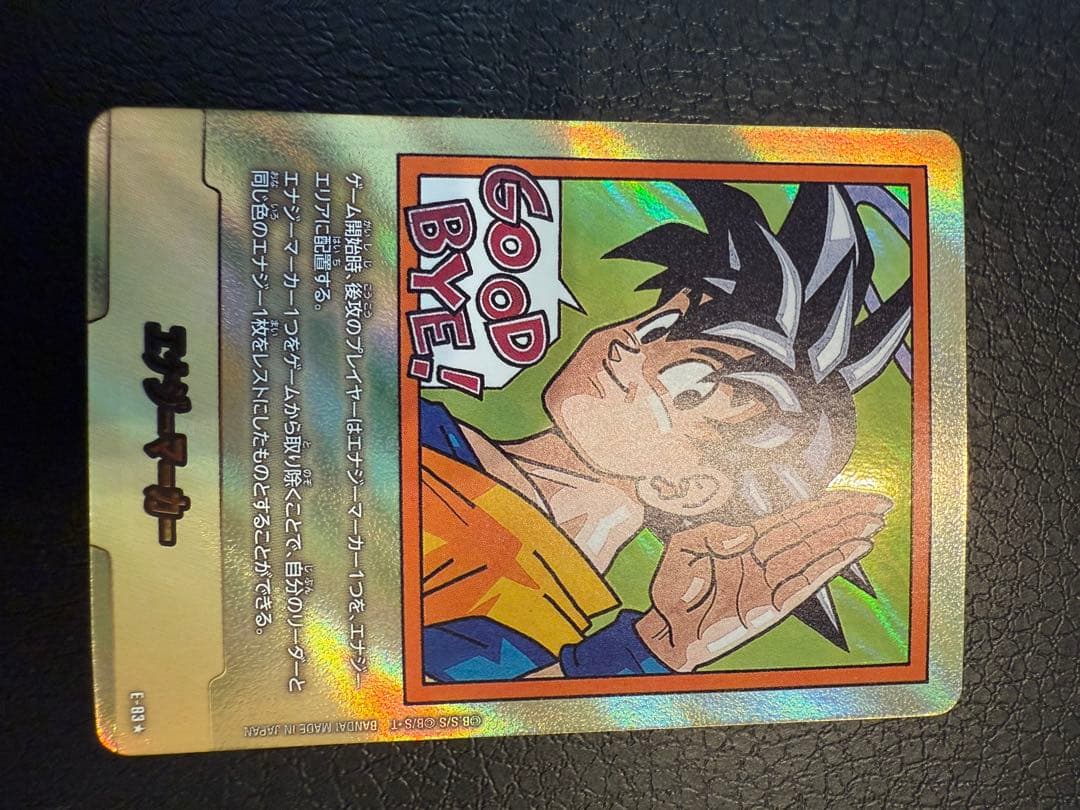 GOOD
BYE!
ゲーム開始時、後攻のプレイヤーはエナジーマーカー1つを、エナジー
エリアに配置する。
エナジーマーカー1つをゲームから取り除くことで、自分のリーダーと
同じ色のエナジー1枚をレストにしたものとすることができる。
©B.S/S ©B/S・T
BANDAI MADE IN JAPAN
エナジーマーカー
E-83★